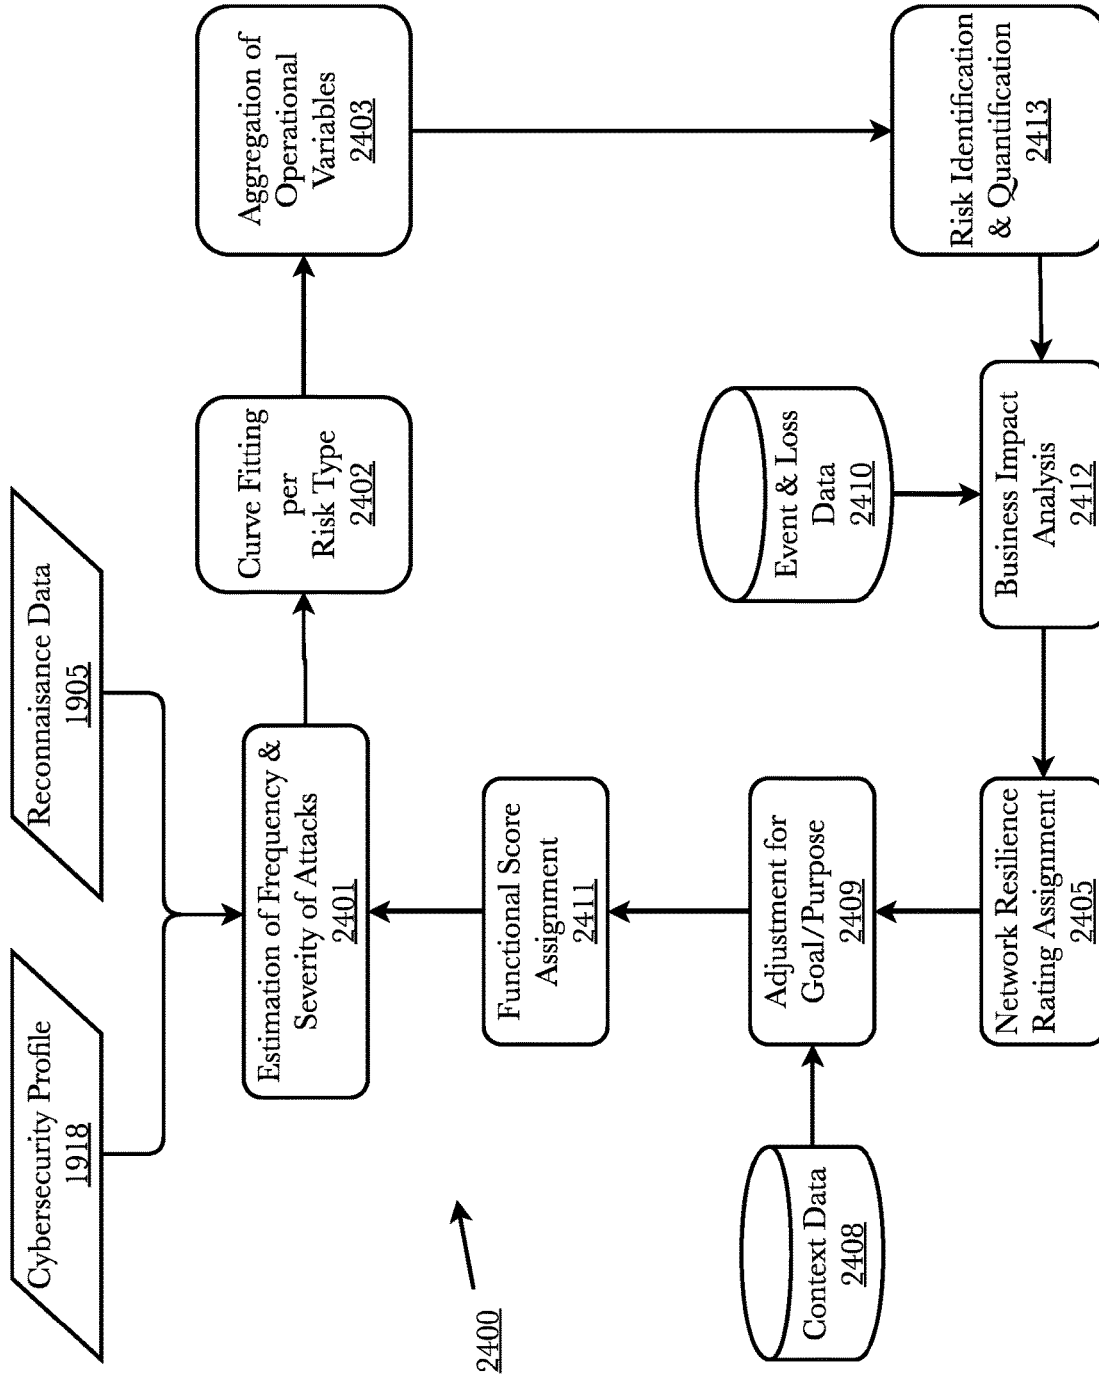 Cybersecurity Profile
1918
Reconnaisance Data
1905
Estimation of Frequency &
Severity of Attacks
2401
Curve Fitting
per
Risk Type
2402
Aggregation of
Operational
Variables
2403
Functional Score
Assignment
2411
2400
Context Data
2408
Adjustment for
Goal/Purpose
2409
Event & Loss
Data
2410
Network Resilience
Rating Assignment
2405
Business Impact
Analysis
2412
Risk Identification
& Quantification
2413